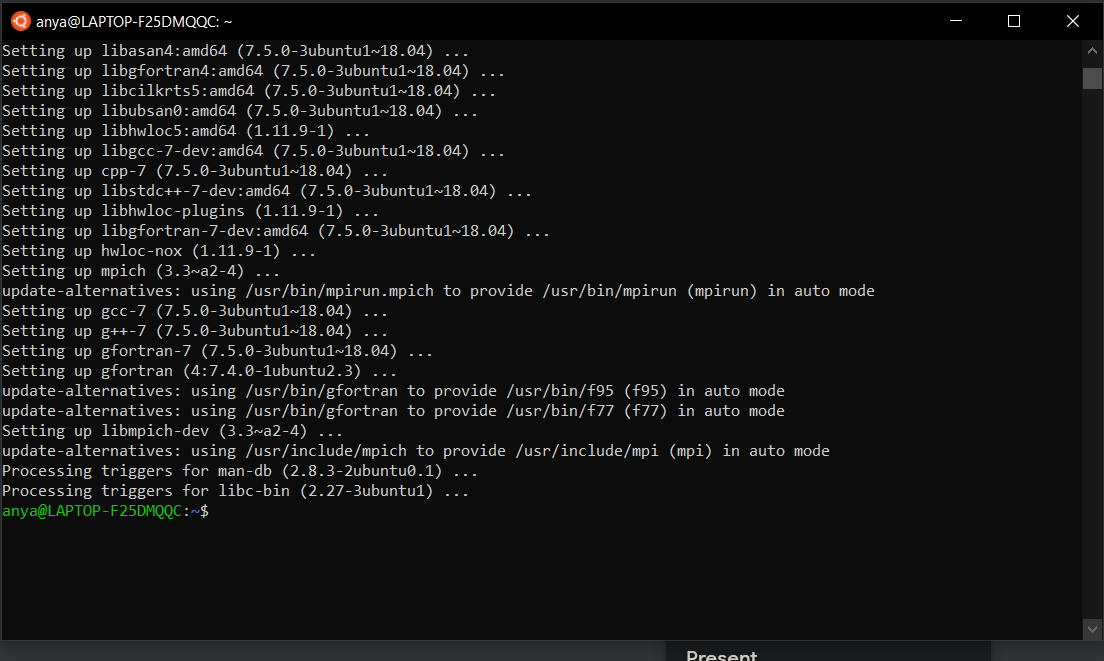 anya@LAPTOP-F25DMQQC: ~
Setting up libasan4:amd64 (7.5.0-3ubuntu1~18.04) ...
Setting up libgfortran4:amd64 (7.5.0-3ubuntu1~18.04) ...
Setting up libcilkrts5:amd64 (7.5.0-3ubuntu1~18.04) ...
Setting up libubsan0:amd64 (7.5.0-3ubuntu1~18.04) ...
Setting up libhwloc5:amd64 (1.11.9-1) ...
Setting up libgcc-7-dev:amd64 (7.5.0-3ubuntu1~18.04) ...
Setting up cpp-7 (7.5.0-3ubuntu1~18.04) ...
Setting up libstdc++-7-dev:amd64 (7.5.0-3ubuntu1~18.04) ...
Setting up libhwloc-plugins (1.11.9-1) ...
Setting up libgfortran-7-dev:amd64 (7.5.0-3ubuntu1~18.04) ...
Setting up hwloc-nox (1.11.9-1) ...
Setting up mpich (3.3~a2-4) ...
update-alternatives: using /usr/bin/mpirun.mpich to provide /usr/bin/mpirun (mpirun) in auto mode
Setting up gcc-7 (7.5.0-3ubuntu1~18.04) ...
Setting up g++-7 (7.5.0-3ubuntu1~18.04) ...
Setting up gfortran-7 (7.5.0-3ubuntu1~18.04) ...
Setting up gfortran (4:7.4.0-1ubuntu2.3) ...
update-alternatives: using /usr/bin/gfortran to provide /usr/bin/f95 (f95) in auto mode
update-alternatives: using /usr/bin/gfortran to provide /usr/bin/f77 (f77) in auto mode
Setting up libmpich-dev (3.3~a2-4) ...
update-alternatives: using /usr/include/mpich to provide /usr/include/mpi (mpi) in auto mode
Processing triggers for man-db (2.8.3-2ubuntu0.1) ...
Processing triggers for libc-bin (2.27-3ubuntu1) ...
anya@LAPTOP-F25DMQQC:~$
Present